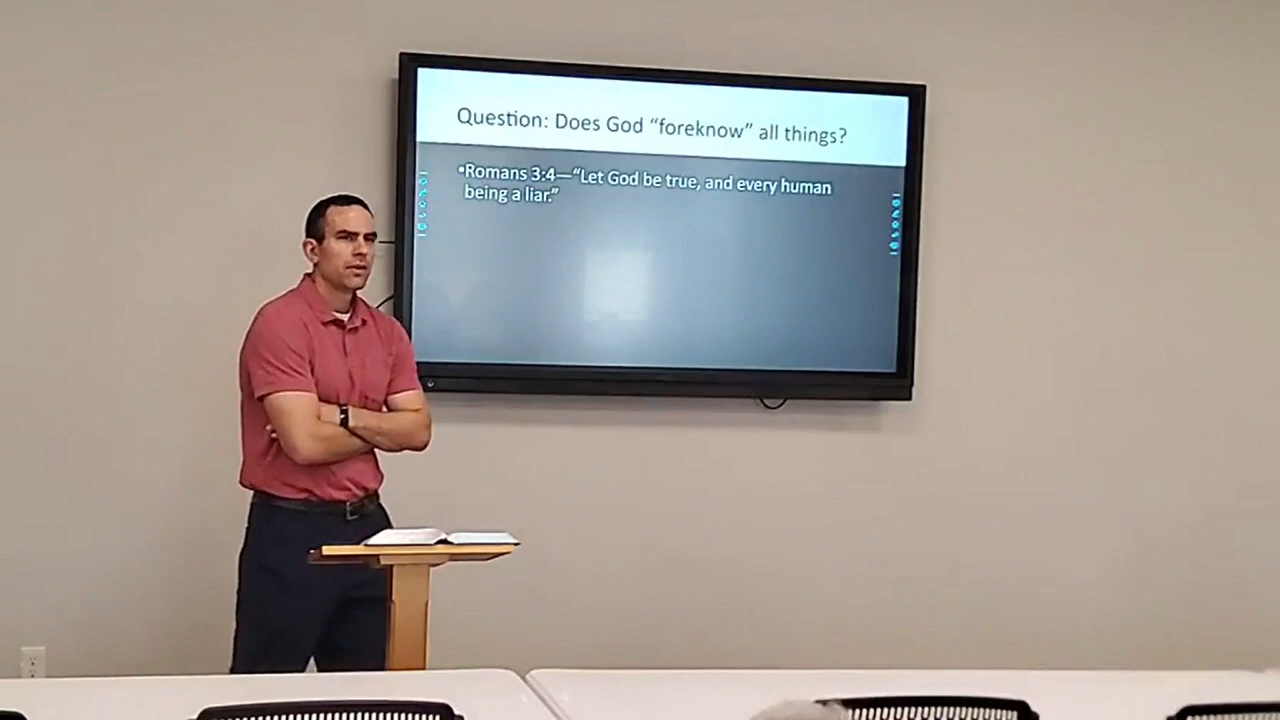 Question: Does God “foreknow” all things?
•Romans 3:4—“Let God be true, and every human
being a liar.”